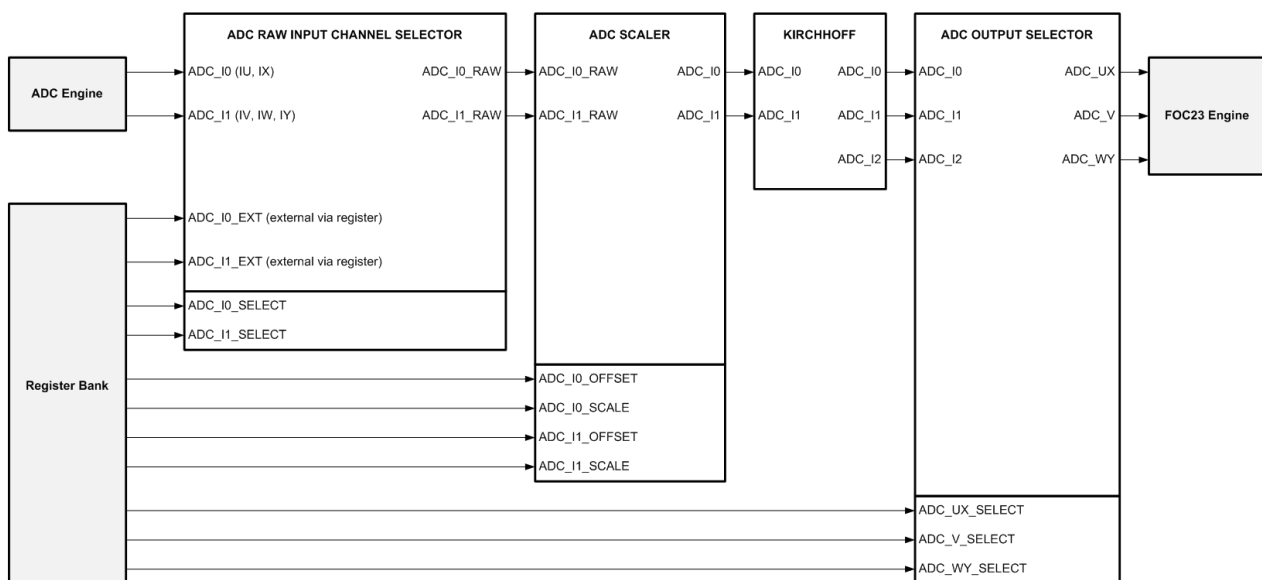 ADC RAW INPUT CHANNEL SELECTOR
ADC SCALER
KIRCHHOFF
ADC OUTPUT SELECTOR
ADC Engine
ADC_I0 (IU, IX)
ADC_I0_RAW
ADC_I0_RAW
ADC_I0
ADC_I0
ADC_I0
ADC_I0
ADC_UX
ADC_I1 (IV, IW, IY)
ADC_I1_RAW
ADC_I1_RAW
ADC_I1
ADC_I1
ADC_I1
ADC_I1
ADC_V
FOC23 Engine
ADC_I2
ADC_I2
ADC_WY
ADC_I0_EXT (external via register)
ADC_I1_EXT (external via register)
ADC_I0_SELECT
ADC_I1_SELECT
Register Bank
ADC_I0_OFFSET
ADC_I0_SCALE
ADC_I1_OFFSET
ADC_I1_SCALE
ADC_UX_SELECT
ADC_V_SELECT
ADC_WY_SELECT